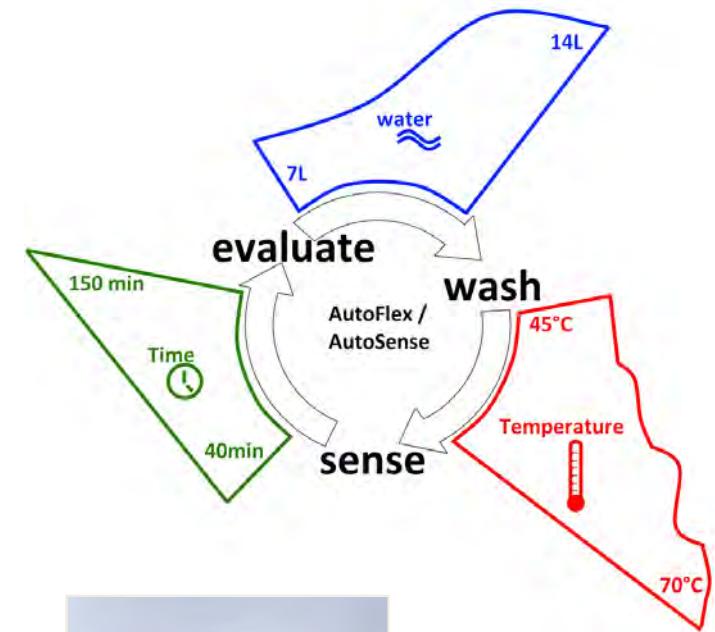 14L
water
7L
evaluate
wash
150 min
AutoFlex /
AutoSense
45°C
Time
Temperature
40min
sense
70°C